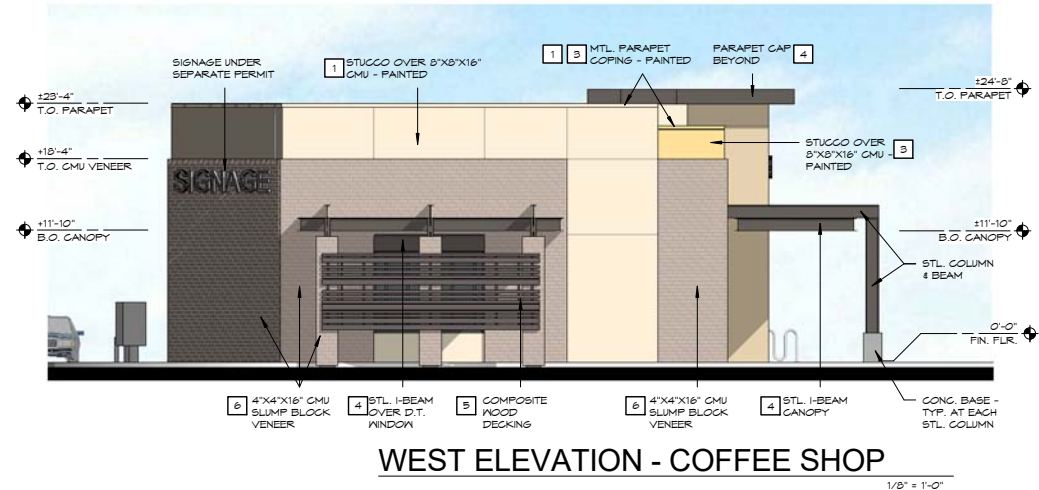 SIGNAGE UNDER
SEPARATE PERMIT
1 STUCCO OVER 8"X8"X16"
CMU - PAINTED
1 3 MTL. PARAPET
COPING - PAINTED
PARAPET CAP 4
BEYOND
±23'-4"
T.O. PARAPET
±24'-8"
T.O. PARAPET
±18'-4"
T.O. CMU VENEER
STUCCO OVER
8"X8"X16" CMU - 3
PAINTED
SIGNAGE
±11'-10"
B.O. CANOPY
±11'-10"
B.O. CANOPY
STL. COLUMN
& BEAM
0'-0"
FIN. FLR.
6 4"X4"X16" CMU
SLUMP BLOCK
VENEER
4 STL. I-BEAM
OVER D.T.
WINDOW
5 COMPOSITE
WOOD
DECKING
6 4"X4"X16" CMU
SLUMP BLOCK
VENEER
4 STL. I-BEAM
CANOPY
CONC. BASE -
TYP. AT EACH
STL. COLUMN
WEST ELEVATION - COFFEE SHOP
1/8" = 1'-0"